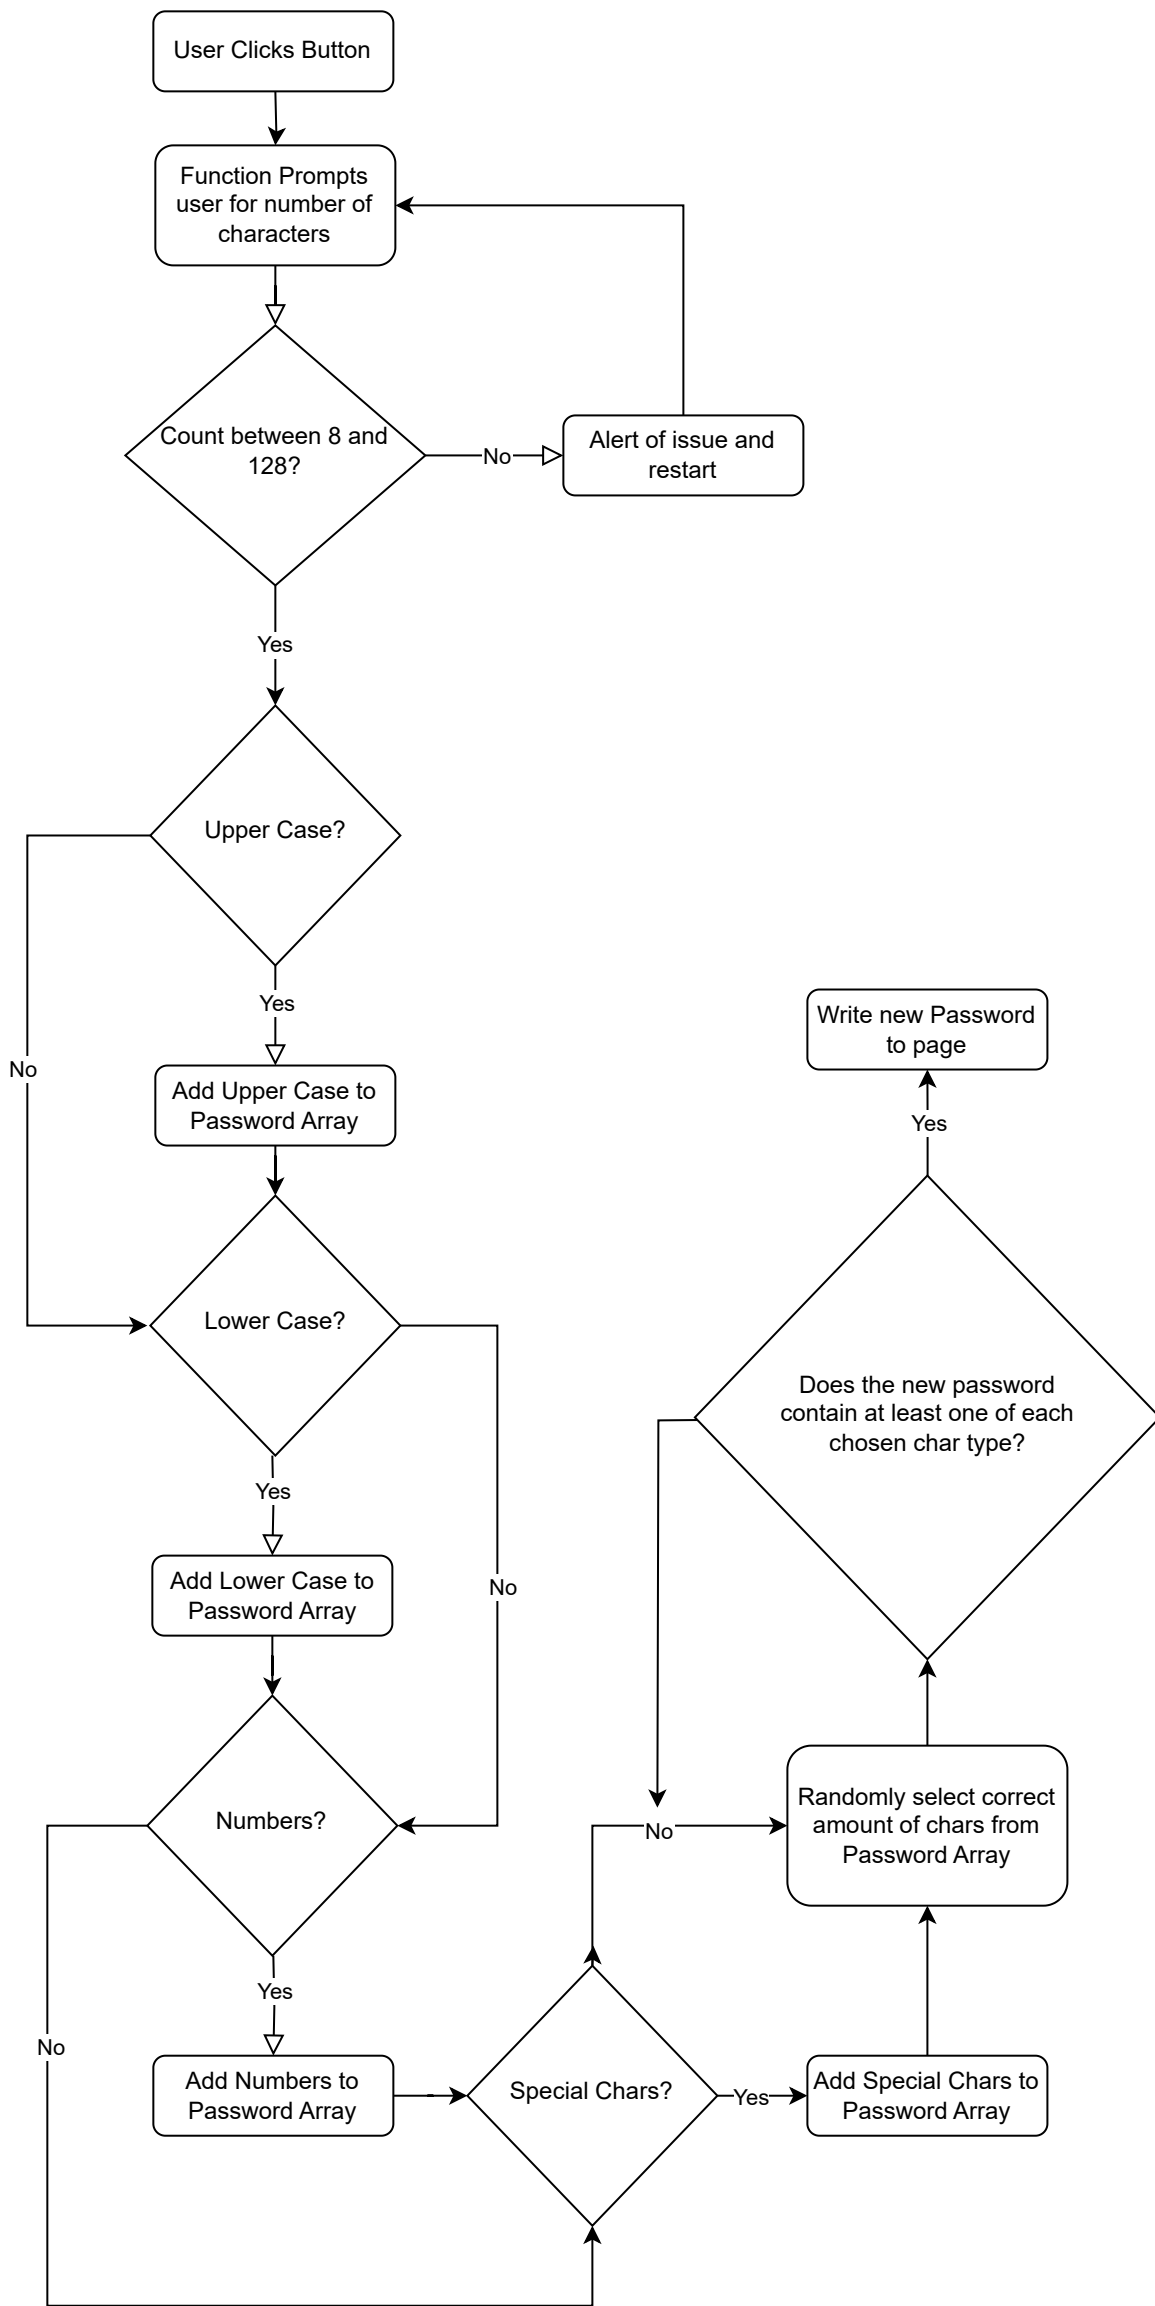 User Clicks Button
Function Prompts
user for number of
characters
Count between 8 and
128?
No
Alert of issue and
restart
Yes
Upper Case?
No
Yes
Add Upper Case to
Password Array
Lower Case?
No
Yes
Add Lower Case to
Password Array
Numbers?
No
Yes
Add Numbers to
Password Array
Special Chars?
Yes
Add Special Chars to
Password Array
No
Randomly select correct
amount of chars from
Password Array
Does the new password
contain at least one of each
chosen char type?
Yes
Write new Password
to page